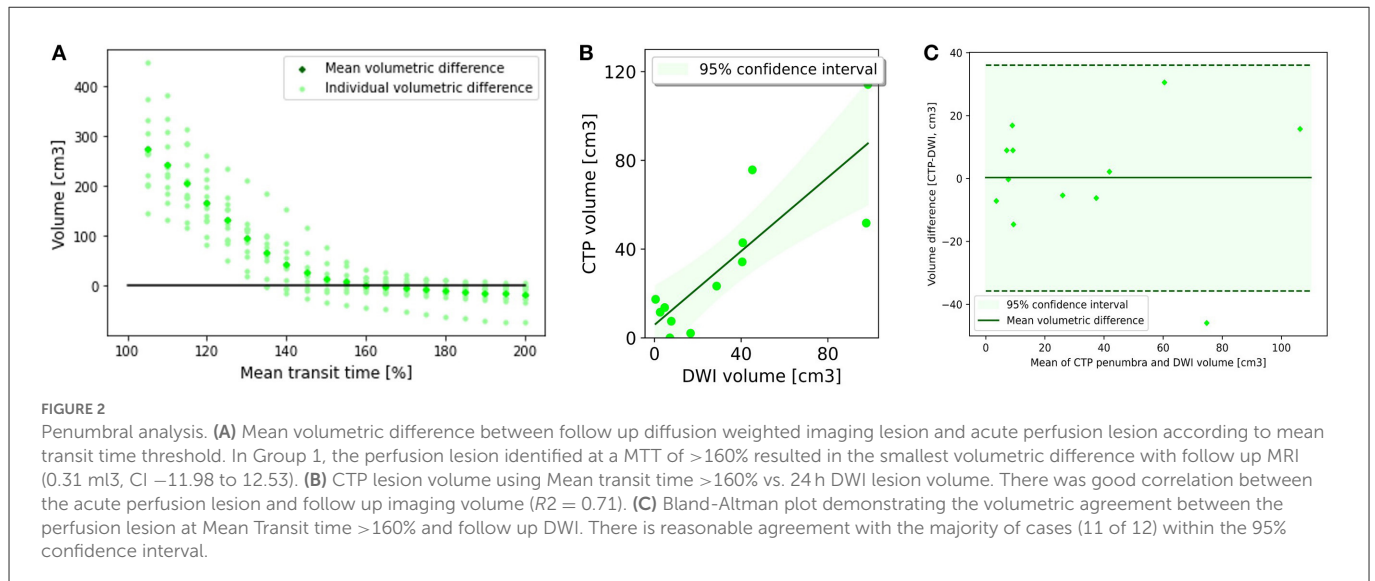 A
Mean volumetric difference
Individual volumetric difference
Volume [cm3]
400
300
200
100
0
100 120 140 160 180 200
Mean transit time [%]
B
95% confidence interval
CTP volume [cm3]
120
80
40
0
0 40 80
DWI volume [cm3]
C
Volume difference [CTP-DWI, cm3]
40
20
0
−20
−40
95% confidence interval
Mean volumetric difference
0 20 40 60 80 100
Mean of CTP penumbra and DWI volume [cm3]
FIGURE 2
Penumbral analysis. (A) Mean volumetric difference between follow up diffusion weighted imaging lesion and acute perfusion lesion according to mean
transit time threshold. In Group 1, the perfusion lesion identified at a MTT of >160% resulted in the smallest volumetric difference with follow up MRI
(0.31 ml3, CI −11.98 to 12.53). (B) CTP lesion volume using Mean transit time >160% vs. 24 h DWI lesion volume. There was good correlation between
the acute perfusion lesion and follow up imaging volume (R2 = 0.71). (C) Bland-Altman plot demonstrating the volumetric agreement between the
perfusion lesion at Mean Transit time >160% and follow up DWI. There is reasonable agreement with the majority of cases (11 of 12) within the 95%
confidence interval.